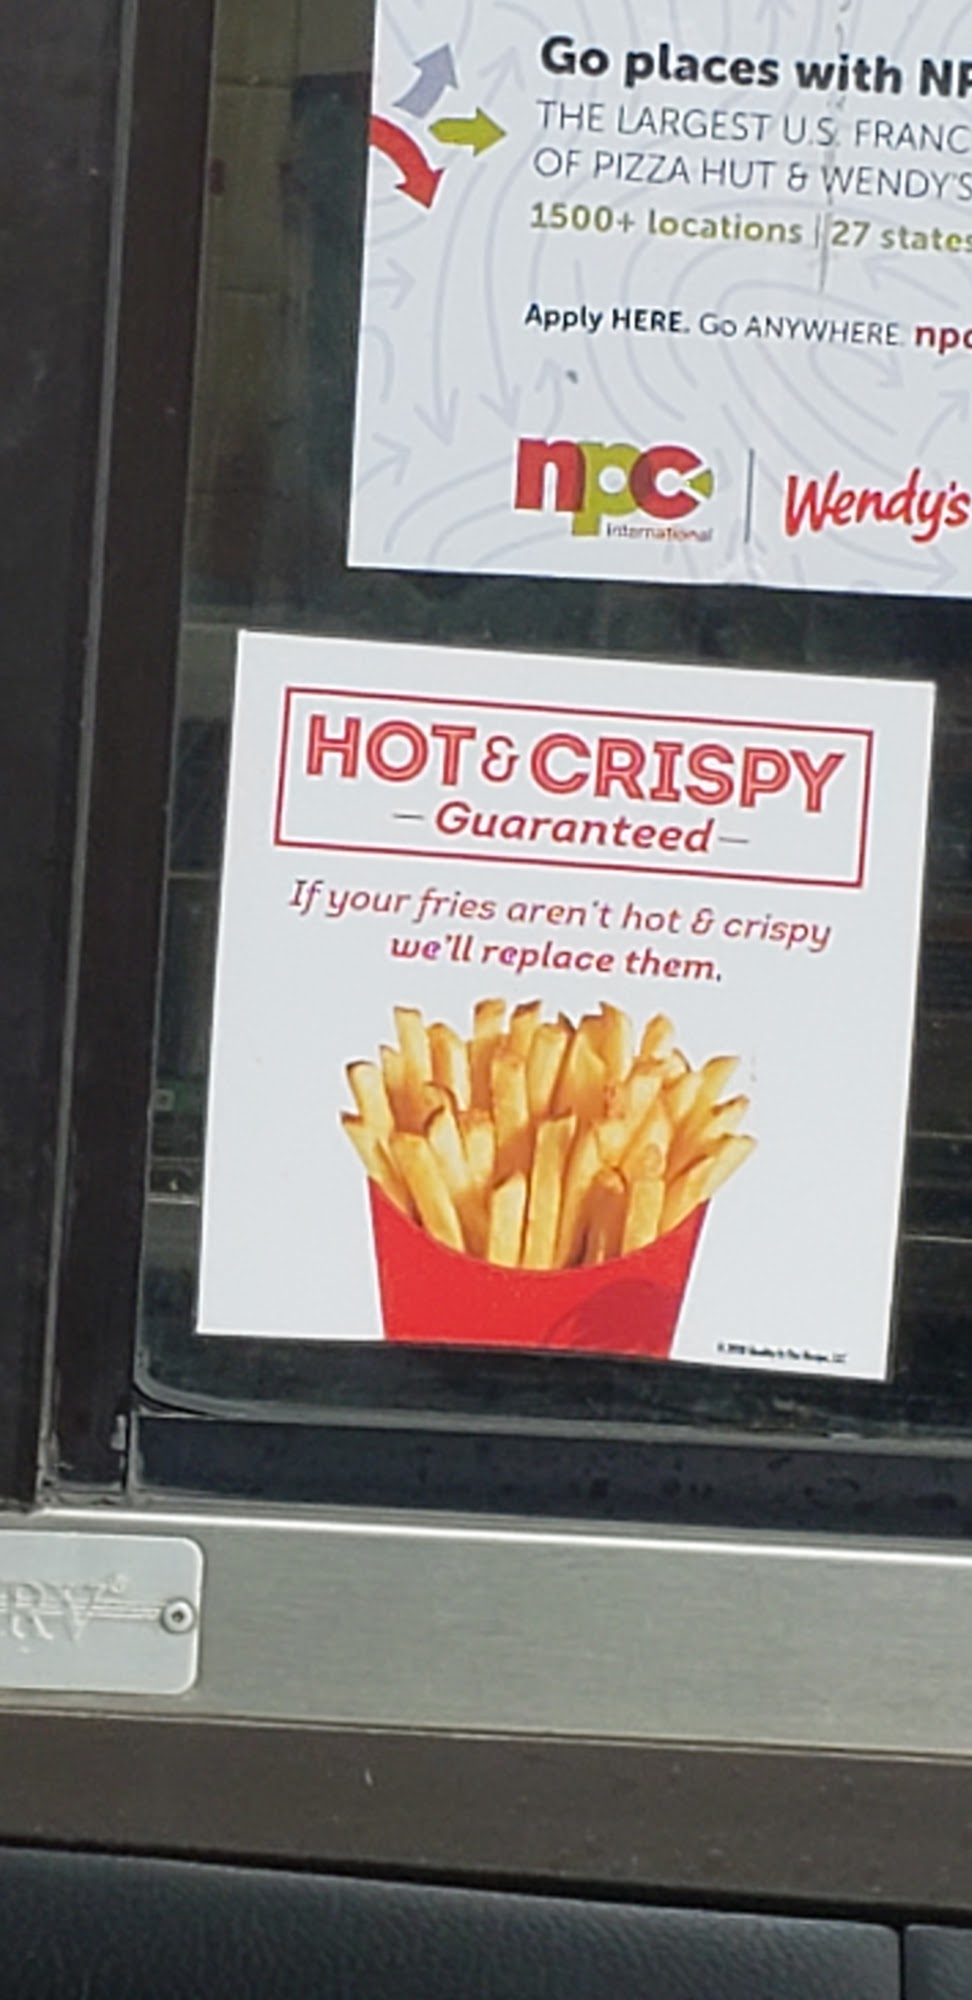 Go places with NP
THE LARGEST U.S. FRANC
OF PIZZA HUT & WENDY'S
1500+ locations | 27 states
Apply HERE. Go ANYWHERE. npc
npc | Wendy's
international
HOT & CRISPY
— Guaranteed —
If your fries aren't hot & crispy
we'll replace them.
RV